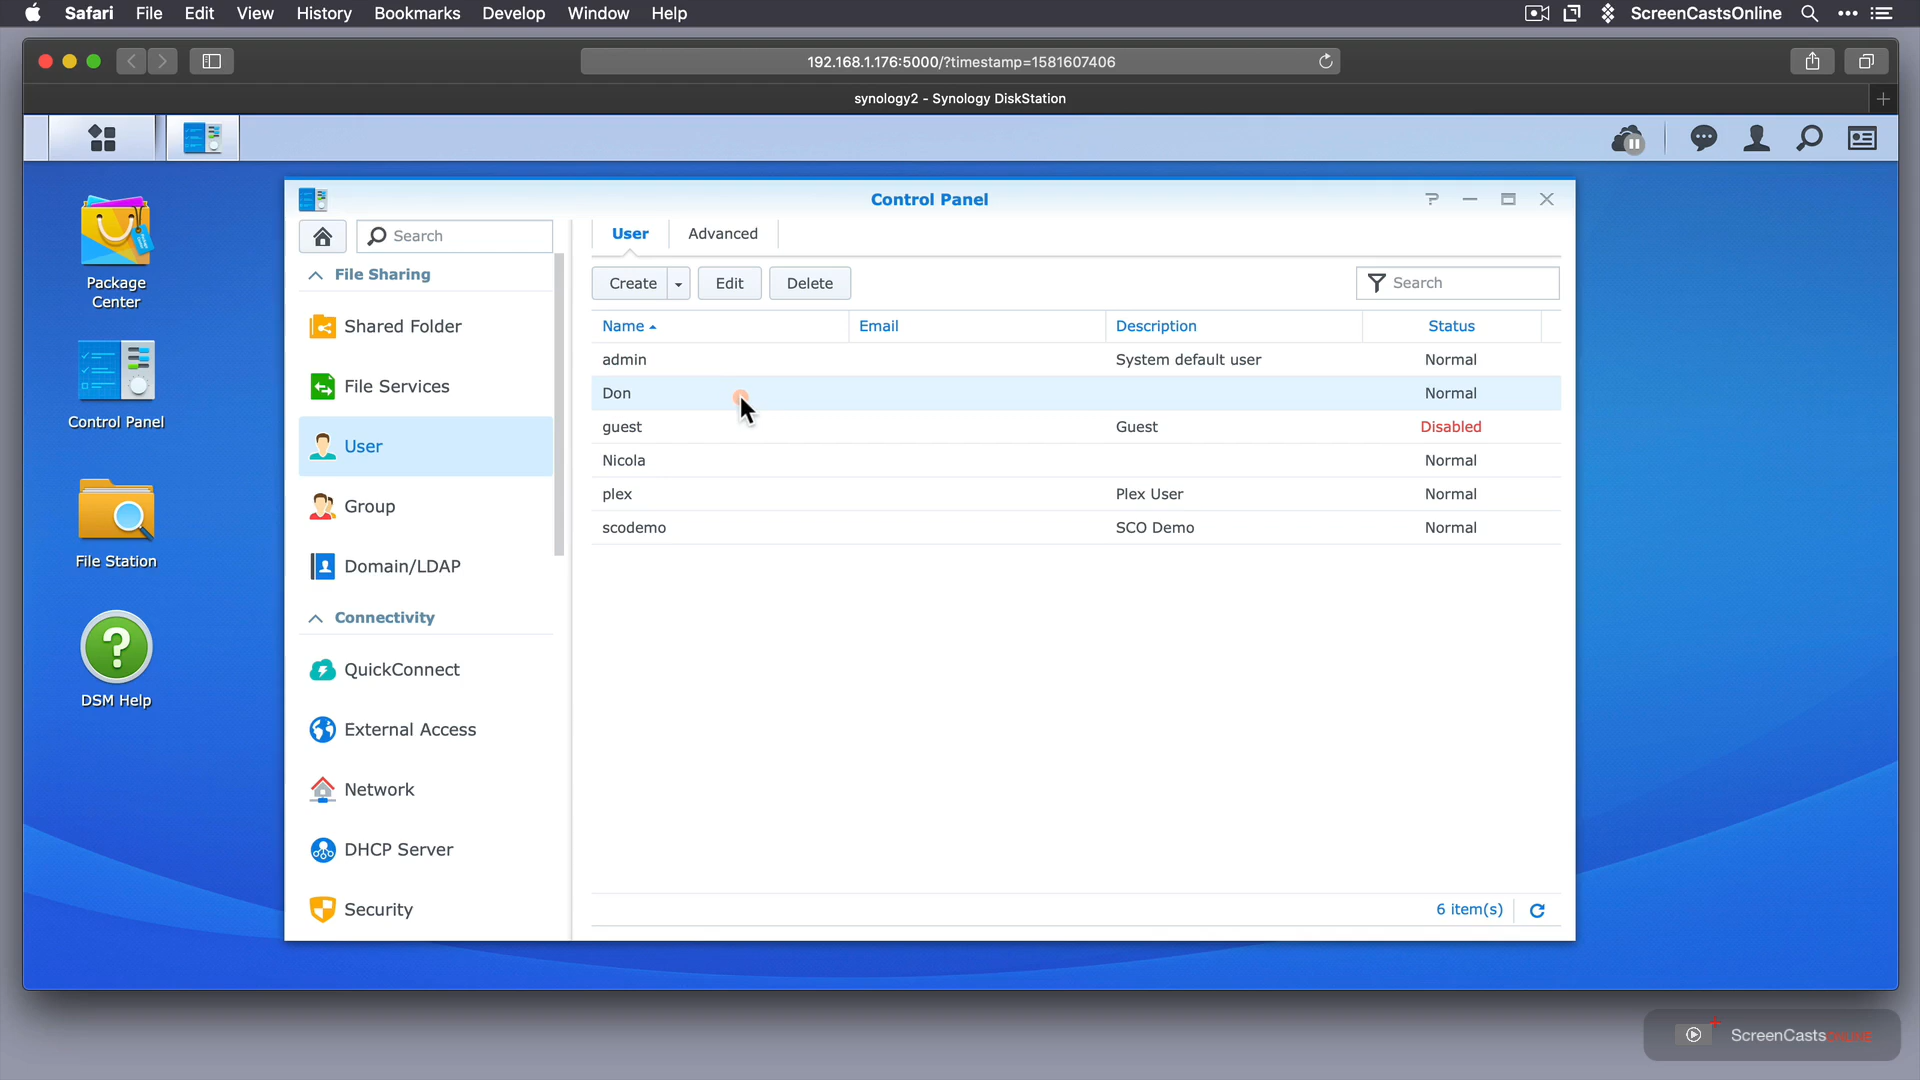 Safari File Edit View History Bookmarks Develop Window Help ScreenCastsOnline
192.168.1.176:5000/?timestamp=1581607406
synology2 - Synology DiskStation
Package
Center
Control Panel
File Station
DSM Help
Control Panel
Search
File Sharing
Shared Folder
File Services
User
Group
Domain/LDAP
Connectivity
QuickConnect
External Access
Network
DHCP Server
Security
User Advanced
Create Edit Delete Search
Name Email Description Status
admin System default user Normal
Don Normal
guest Guest Disabled
Nicola Normal
plex Plex User Normal
scodemo SCO Demo Normal
6 item(s)
ScreenCastsONLINE